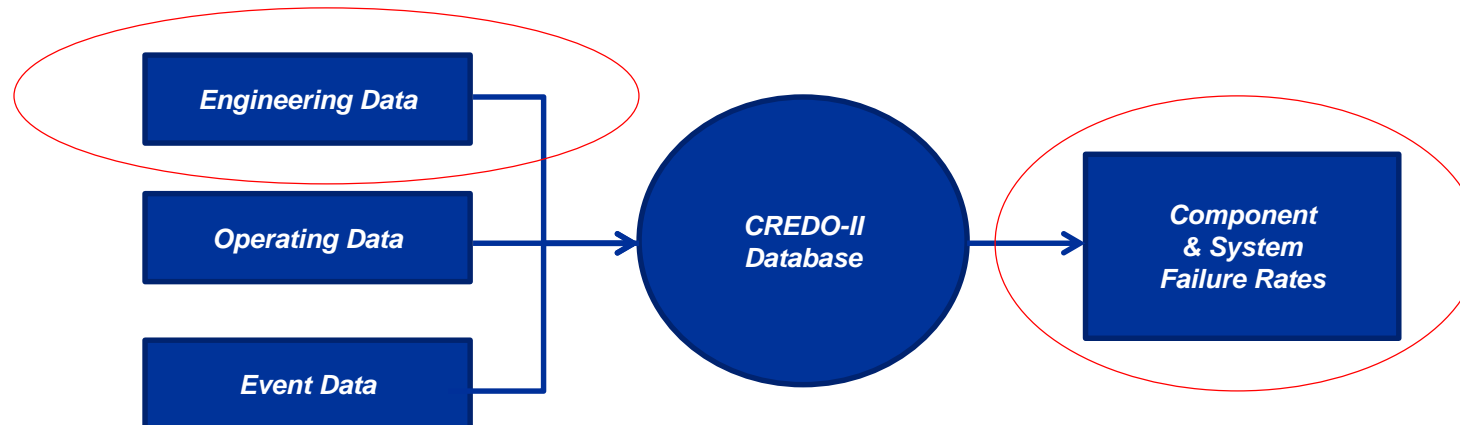 Engineering Data
Operating Data
Event Data
CREDO-II
Database
Component
& System
Failure Rates